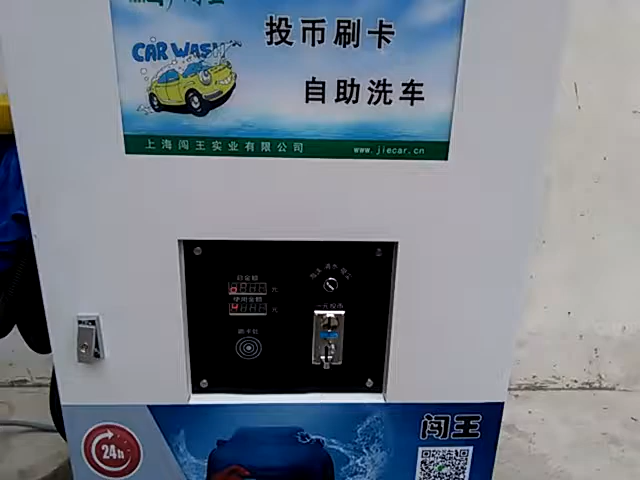 投币刷卡
CAR WASH
自助洗车
上海闯王实业有限公司
www.jiecar.cn
总金额
元
使用金额
元
一元投币
刷卡处
闯王
24h